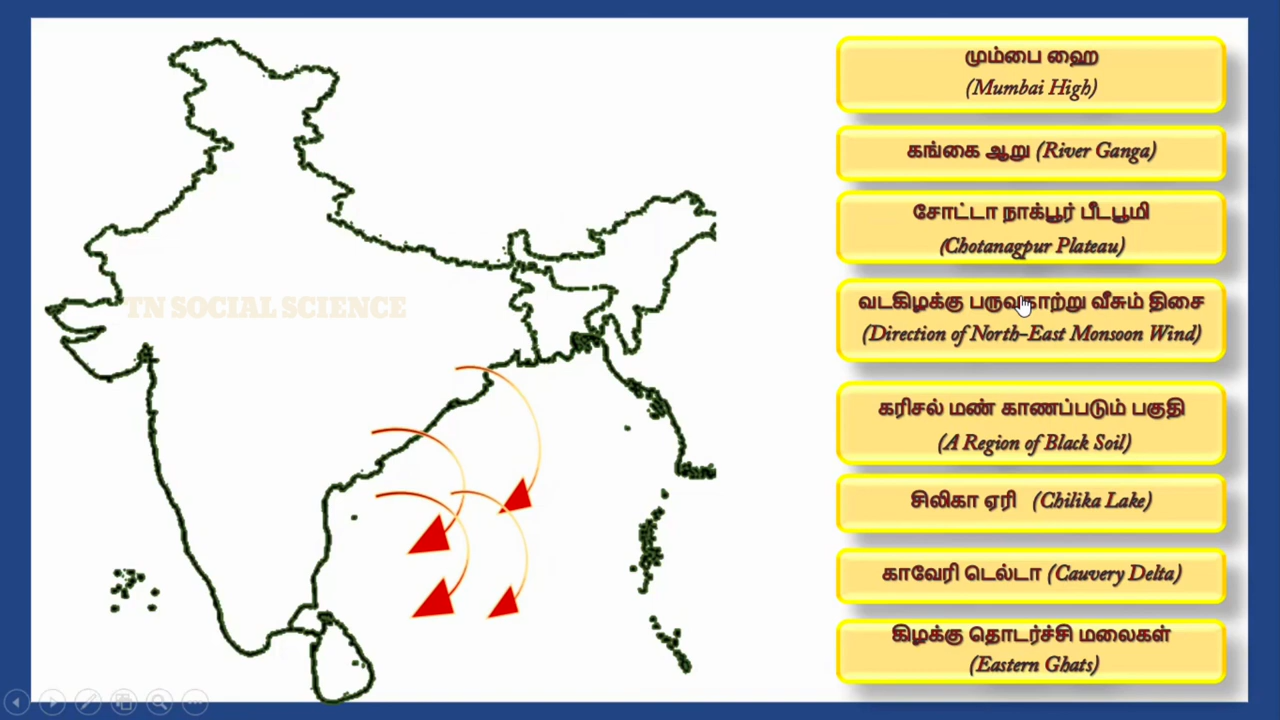 மும்பை ஹை
(Mumbai High)
கங்கை ஆறு (River Ganga)
சோட்டா நாக்பூர் பீடபூமி
(Chotanagpur Plateau)
வடகிழக்கு பருவகாற்று வீசும் திசை
(Direction of North-East Monsoon Wind)
TN SOCIAL SCIENCE
கரிசல் மண் காணப்படும் பகுதி
(A Region of Black Soil)
சிலிகா ஏரி (Chilika Lake)
காவேரி டெல்டா (Cauvery Delta)
கிழக்கு தொடர்ச்சி மலைகள்
(Eastern Ghats)